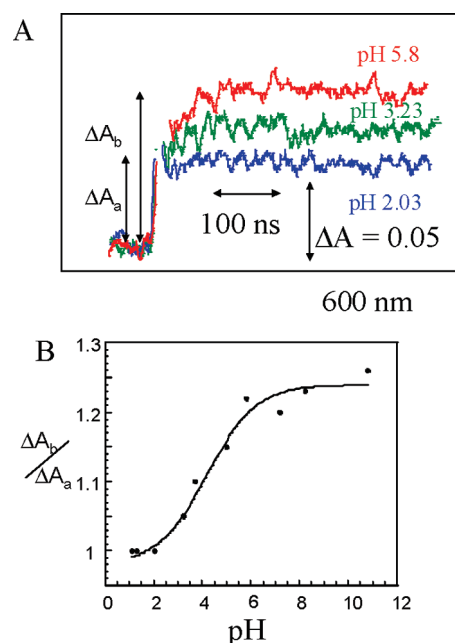 A
pH 5.8
pH 3.23
pH 2.03
ΔA_b
ΔA_a
100 ns
ΔA = 0.05
600 nm
B
1.3
1.2
1.1
1
ΔA_b
ΔA_a
0 2 4 6 8 10 12
pH